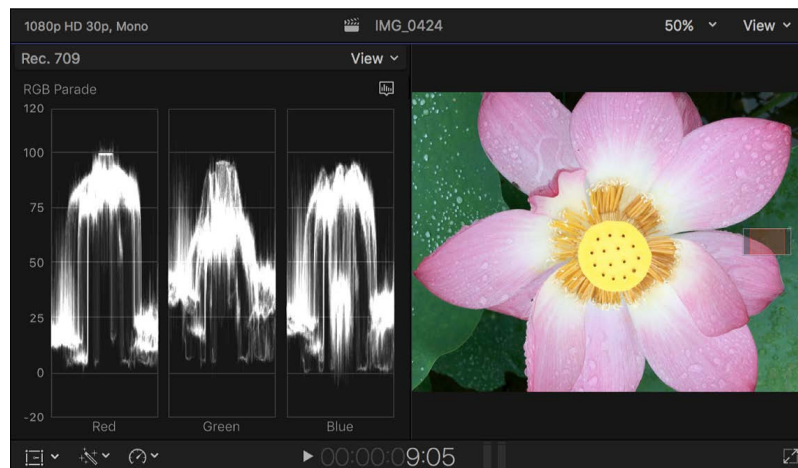 1080p HD 30p, Mono
IMG_0424
50%
View
Rec. 709
View
RGB Parade
120
100
75
50
25
0
-20
Red
Green
Blue
00:00:09:05